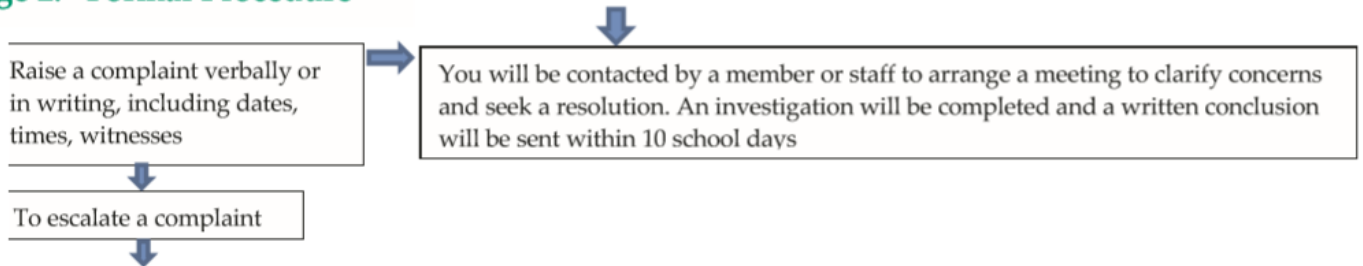 Raise a complaint verbally or
in writing, including dates,
times, witnesses
You will be contacted by a member or staff to arrange a meeting to clarify concerns
and seek a resolution. An investigation will be completed and a written conclusion
will be sent within 10 school days
To escalate a complaint